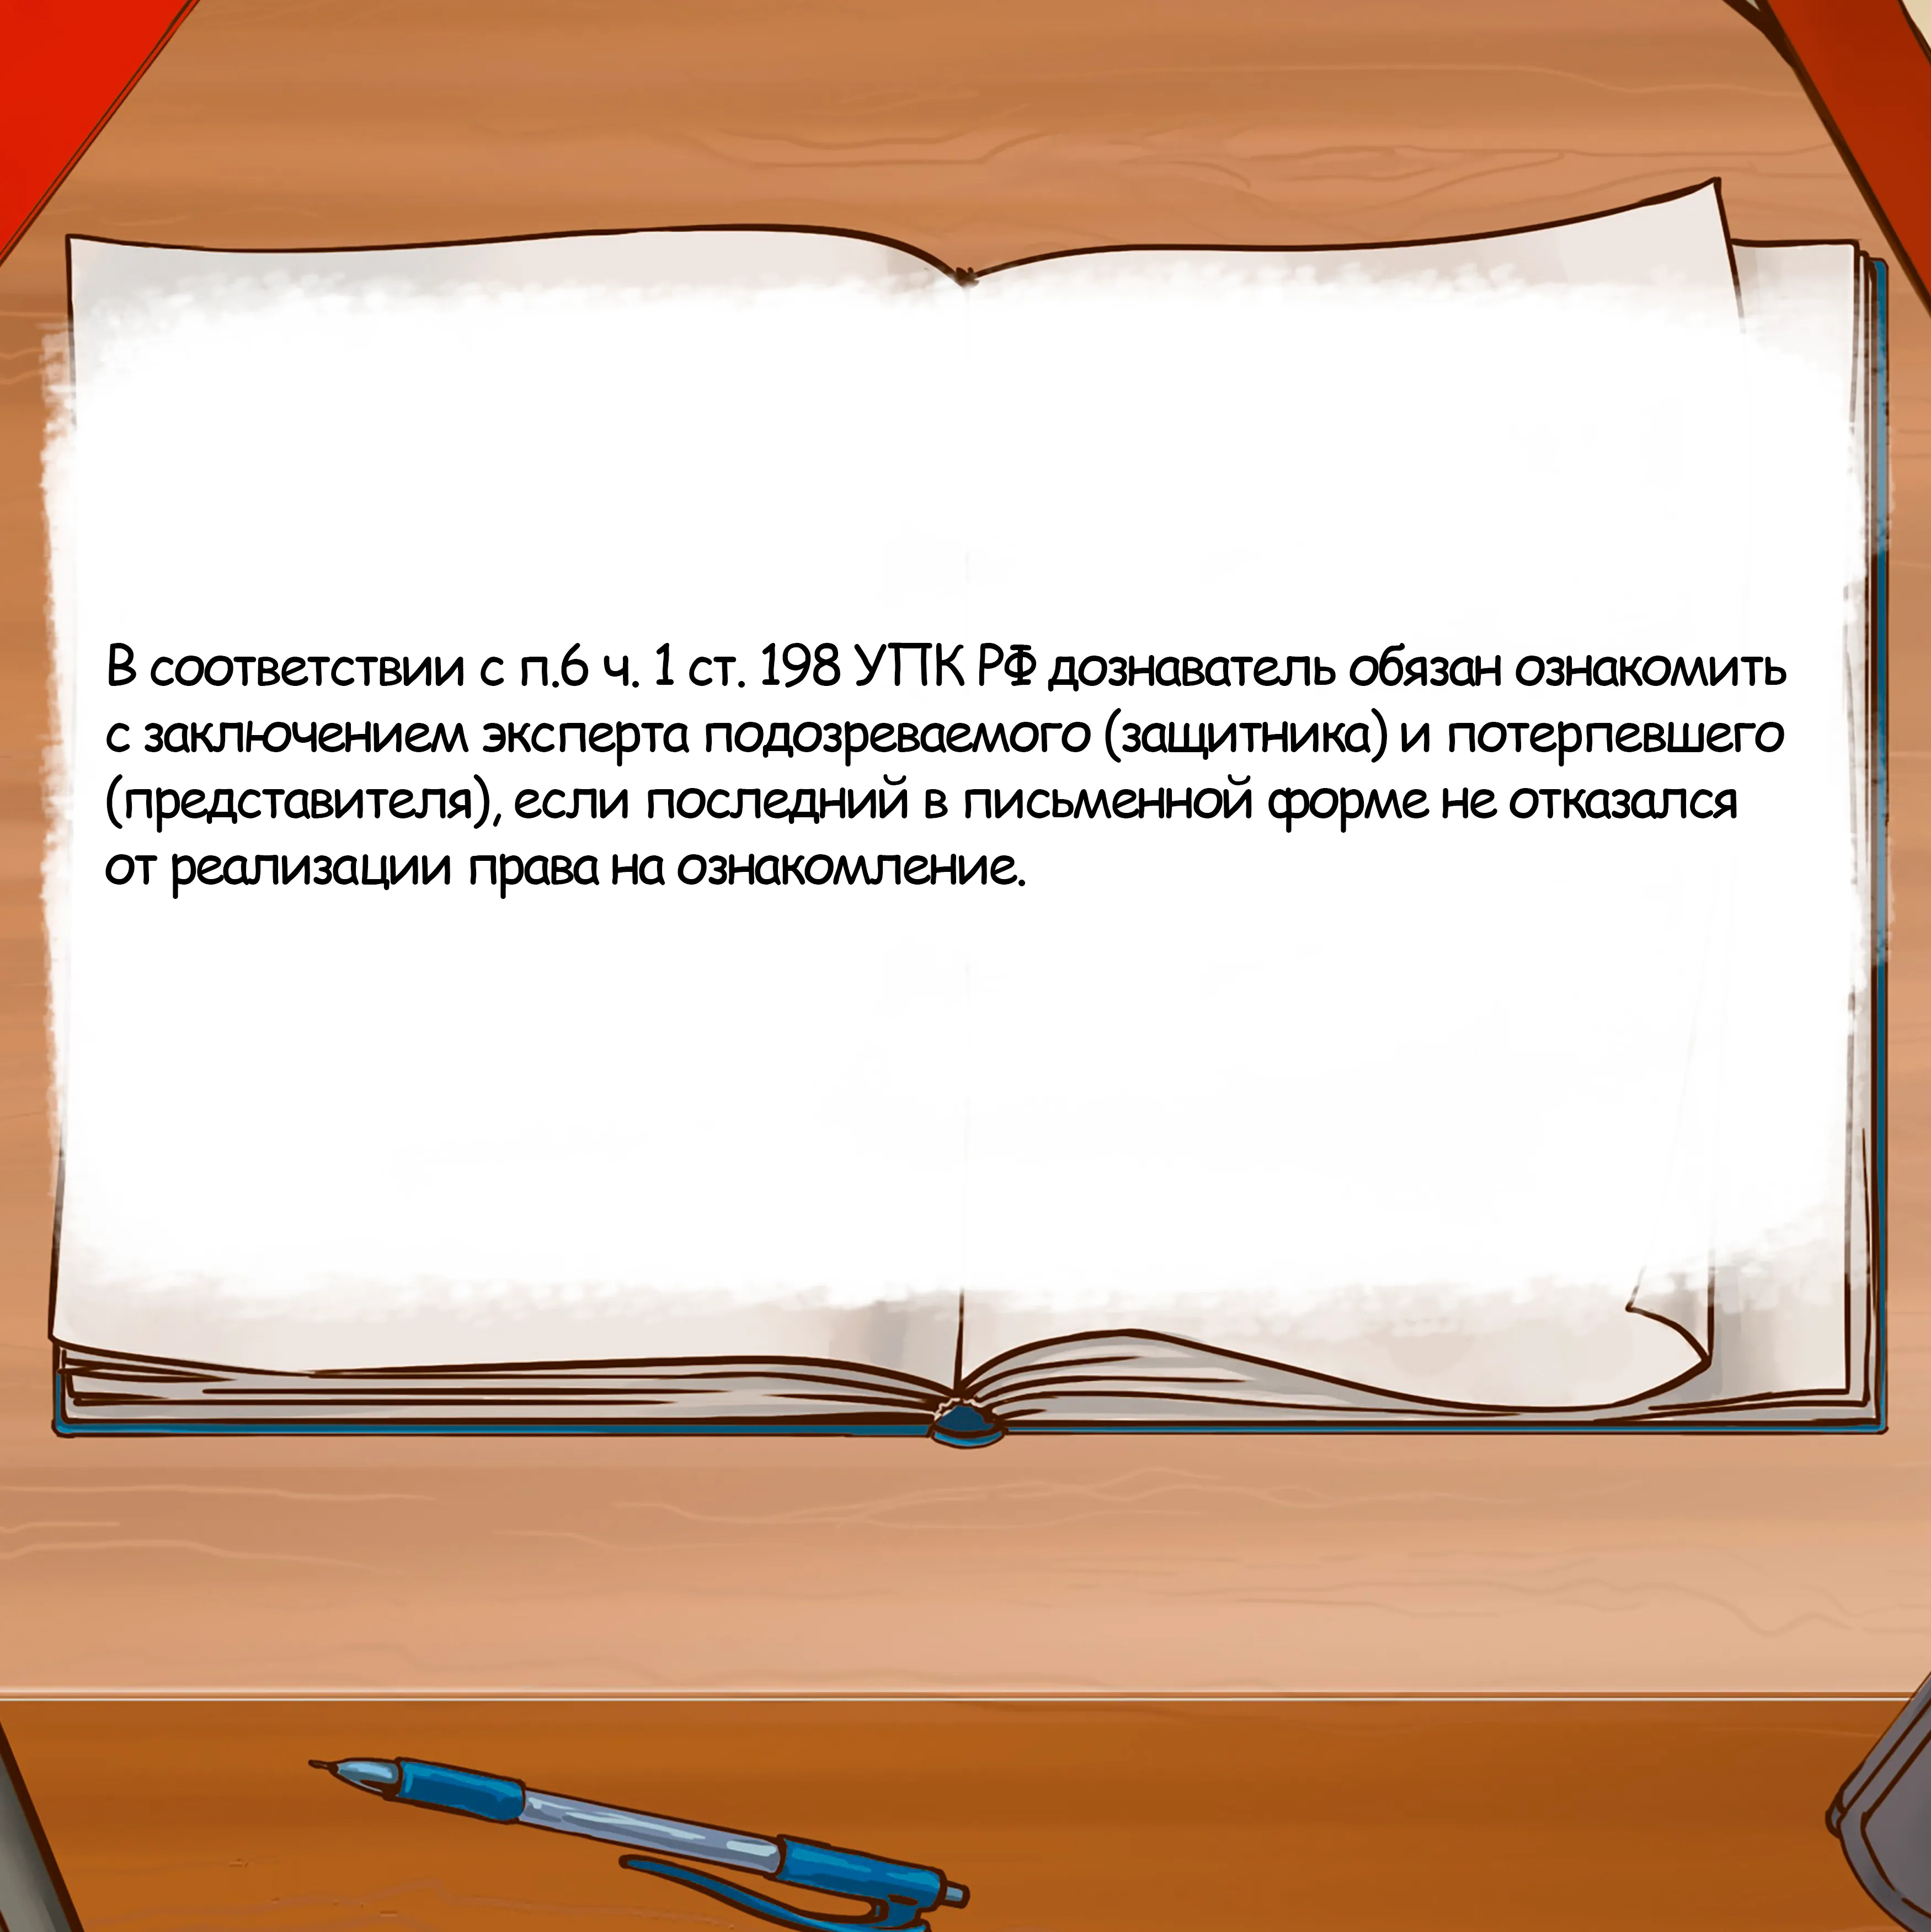 В соответствии с п.6 ч. 1 ст. 198 УПК РФ дознаватель обязан ознакомить
с заключением эксперта подозреваемого (защитника) и потерпевшего
(представителя), если последний в письменной форме не отказался
от реализации права на ознакомление.